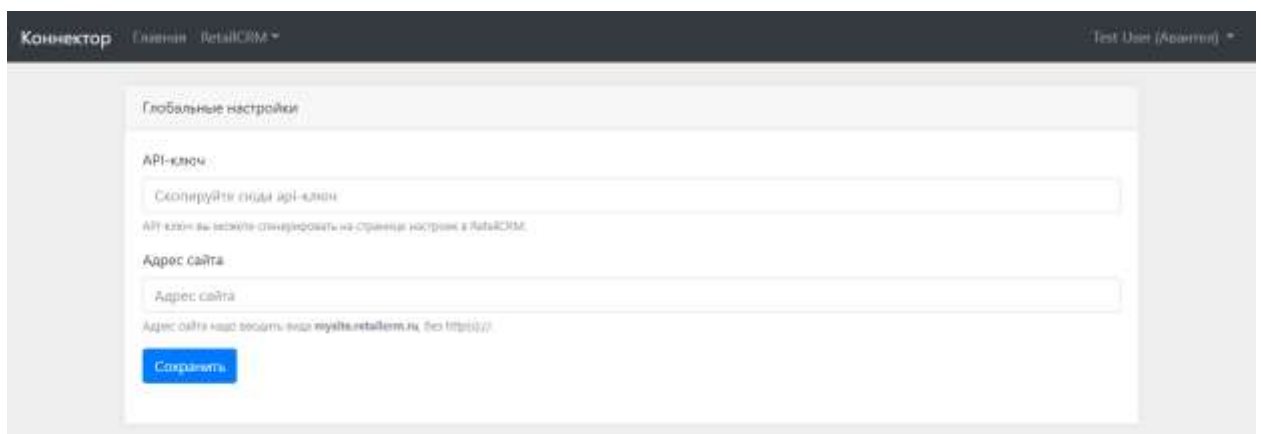 Коннектор Главная RetailCRM Test User (Авантел)
Глобальные настройки
API-ключ
Скопируйте сюда api-ключ
API-ключ вы можете сгенерировать на странице настроек в RetailCRM.
Адрес сайта
Адрес сайта
Адрес сайта надо вводить вида mysite.retailcrm.ru, без http(s)://
Сохранить